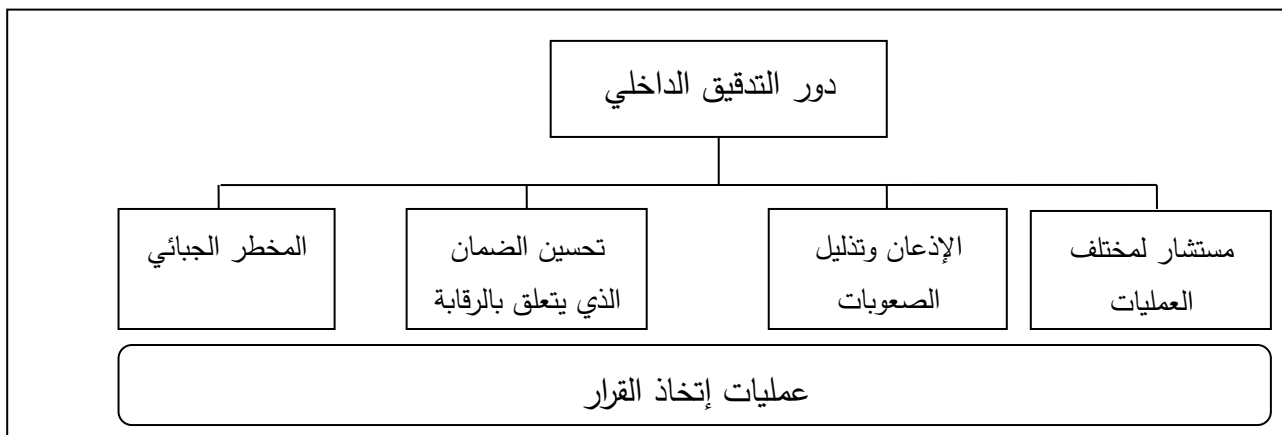 دور التدقيق الداخلي
مستشار لمختلف
العمليات
الإذعان وتذليل
الصعوبات
تحسين الضمان
الذي يتعلق بالرقابة
المخطر الجبائي
عمليات إتخاذ القرار